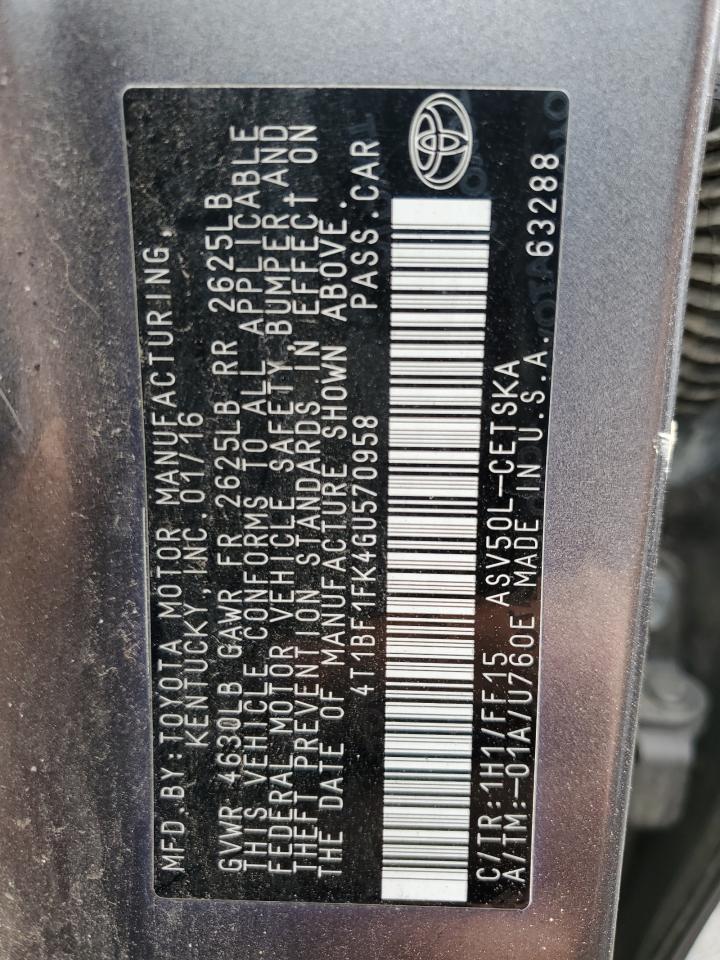 MFD.BY:TOYOTA MOTOR MANUFACTURING,
KENTUCKY,INC.01/16
GVWR 4630LB GAWR FR 2625LB RR 2625LB
THIS VEHICLE CONFORMS TO ALL APPLICABLE
FEDERAL MOTOR VEHICLE SAFETY,BUMPER,AND
THEFT PREVENTION STANDARDS IN EFFECT ON
THE DATE OF MANUFACTURE SHOWN ABOVE.
4T1BF1FK4GU570958 PASS.CAR
C/TR:1H1/FF15 ASV50L-CETSKA
A/TM:-01A/U760E MADE IN U.S.A. 63288